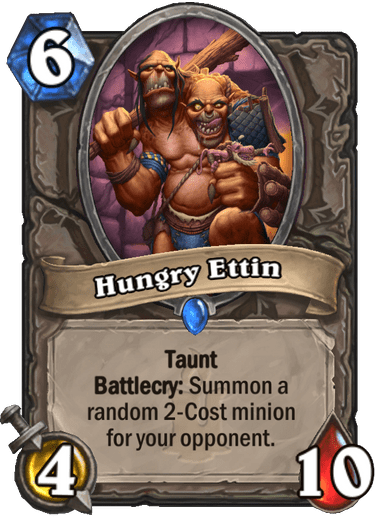 6
Hungry Ettin
Taunt
Battlecry: Summon a
random 2-Cost minion
for your opponent.
4
10